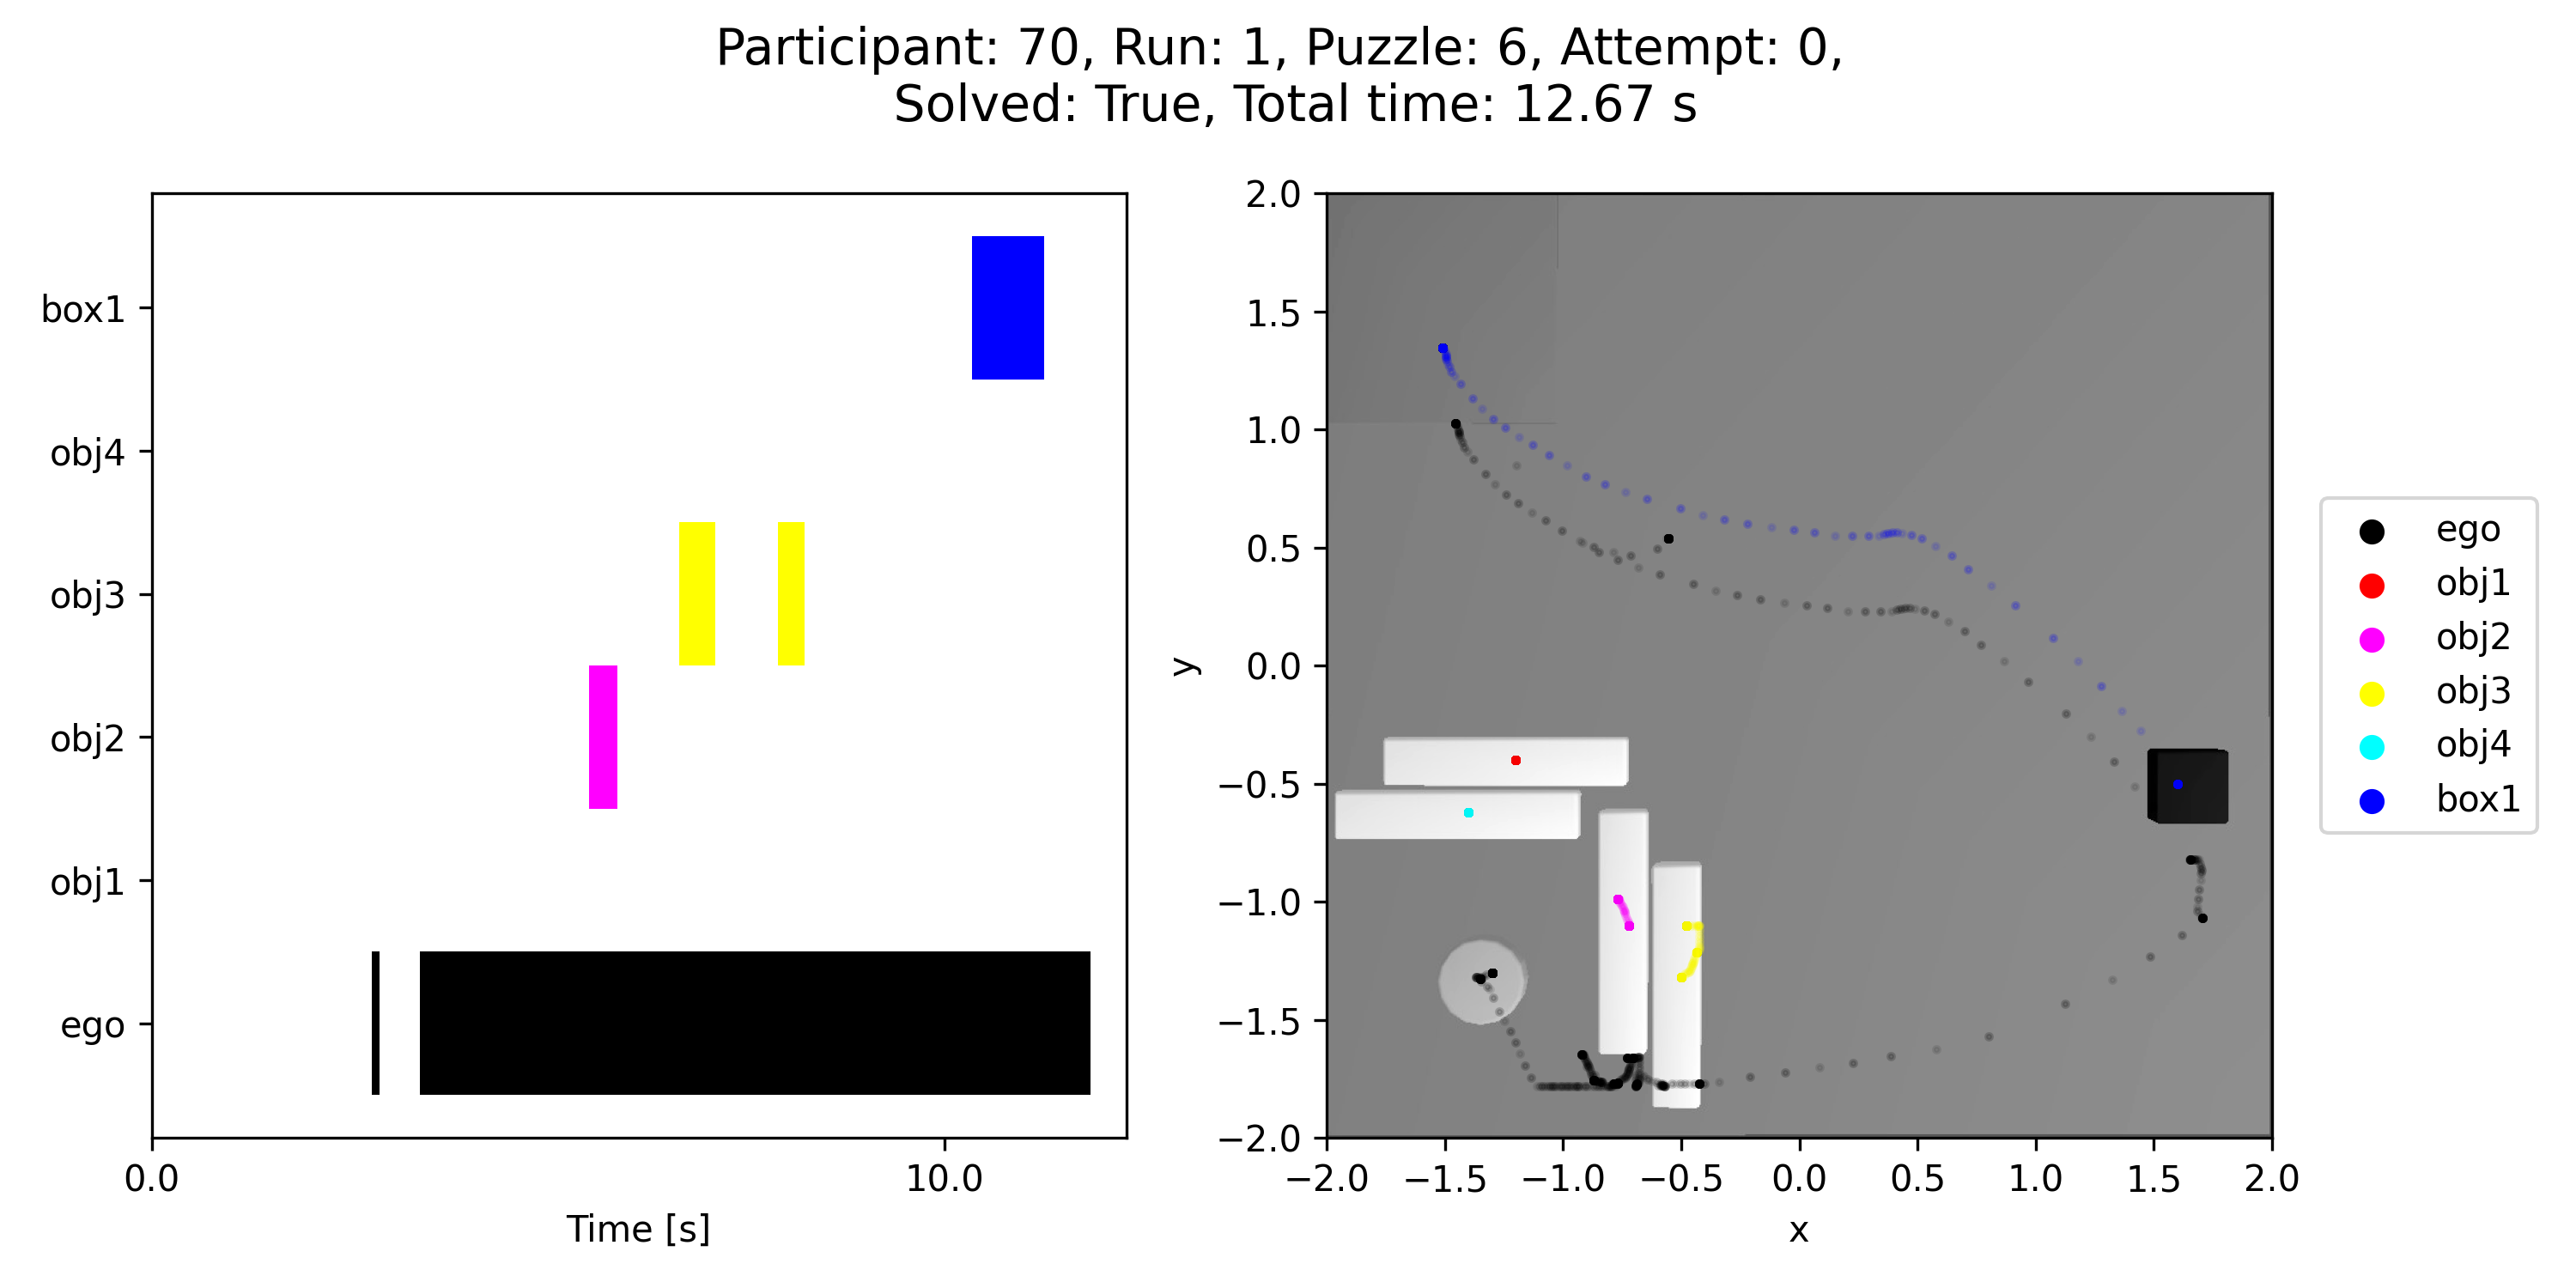 Participant: 70, Run: 1, Puzzle: 6, Attempt: 0,
Solved: True, Total time: 12.67 s
box1
obj4
obj3
obj2
obj1
ego
0.0
10.0
Time [s]
2.0
1.5
1.0
0.5
0.0
−0.5
−1.0
−1.5
−2.0
y
−2.0
−1.5
−1.0
−0.5
0.0
0.5
1.0
1.5
2.0
x
ego
obj1
obj2
obj3
obj4
box1